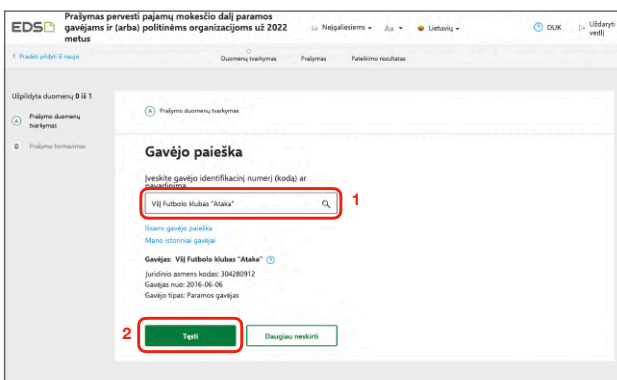 EDS
Prašymas pervesti pajamų mokesčio dalį paramos
gavėjams ir (arba) politinėms organizacijoms už 2022
metus
Neįgaliesiems
Aa
Lietuvių
DUK
Uždaryti
vedlį
Pradėti pildyti iš naujo
Duomenų tvarkymas
Prašymas
Pateikimo rezultatas
Užpildyta duomenų 0 iš 1
A
Prašymo duomenų
tvarkymas
B
Prašymo formavimas
A
Prašymo duomenų tvarkymas
Gavėjo paieška
Įveskite gavėjo identifikacinį numerį (kodą) ar
pavadinimą
VšĮ Futbolo klubas "Ataka"
1
Išsami gavėjo paieška
Mano istoriniai gavėjai
Gavėjas: VšĮ Futbolo klubas "Ataka" ?
Juridinio asmens kodas: 304280912
Gavėjas nuo: 2016-06-06
Gavėjo tipas: Paramos gavėjas
2
Tęsti
Daugiau neskirti